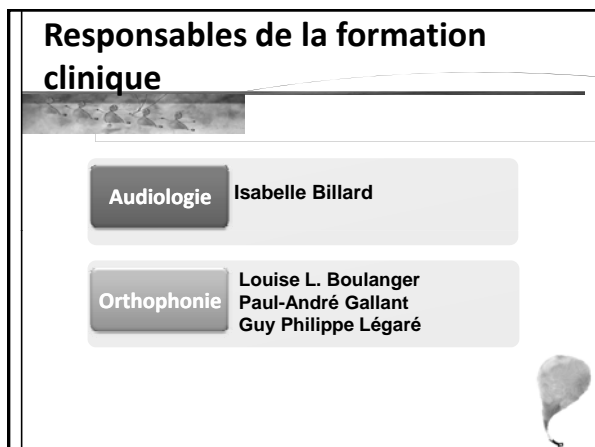 Responsables de la formation
clinique
Audiologie
Isabelle Billard
Orthophonie
Louise L. Boulanger
Paul-André Gallant
Guy Philippe Légaré